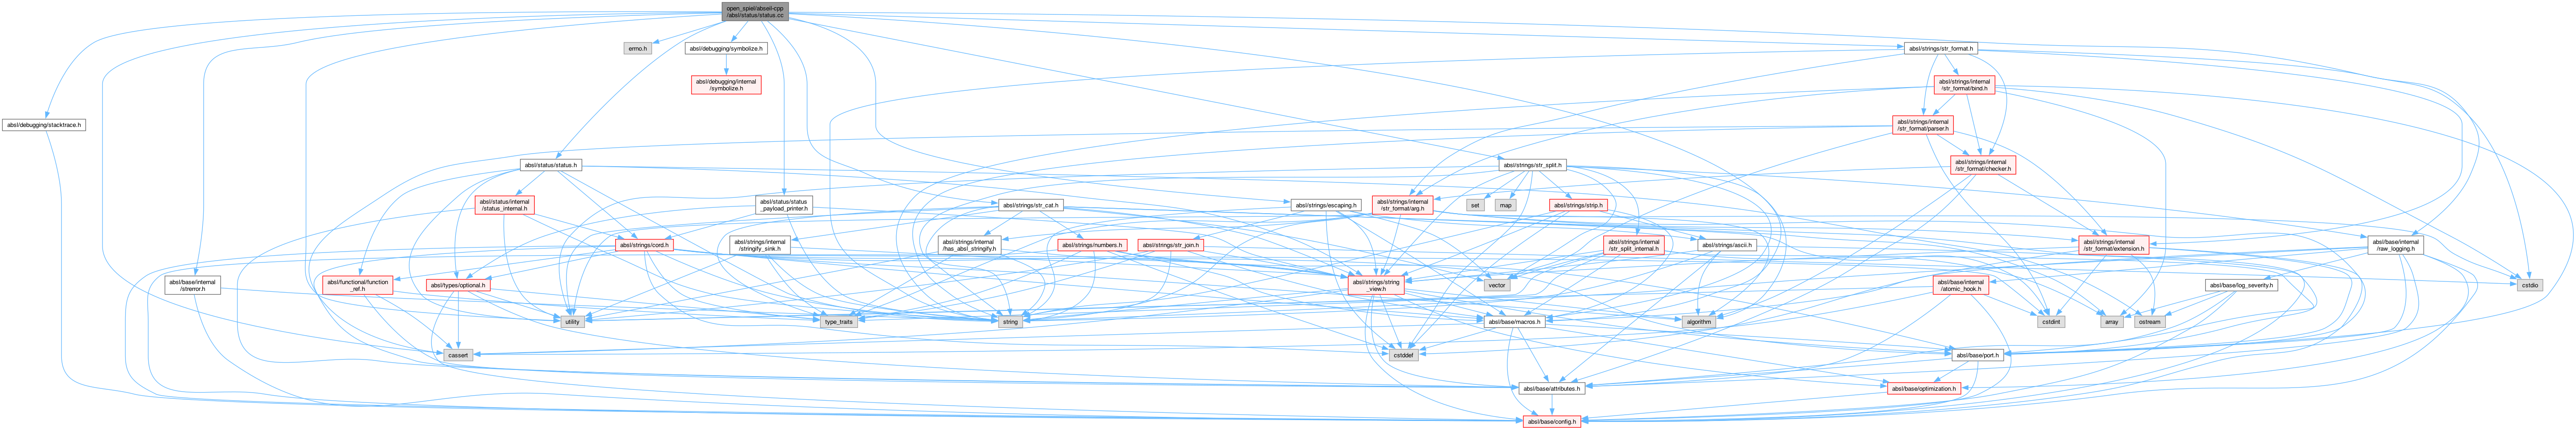 open_spiel/abseil-cpp
/absl/status/status.cc
errno.h
absl/debugging/symbolize.h
absl/strings/str_format.h
absl/debugging/internal
/symbolize.h
absl/strings/internal
/str_format/bind.h
absl/debugging/stacktrace.h
absl/strings/internal
/str_format/parser.h
absl/status/status.h
absl/strings/str_split.h
absl/strings/internal
/str_format/checker.h
absl/status/internal
/status_internal.h
absl/status/status
_payload_printer.h
absl/strings/str_cat.h
absl/strings/escaping.h
absl/strings/internal
/str_format/arg.h
set
map
absl/strings/strip.h
absl/strings/cord.h
absl/strings/internal
/stringify_sink.h
absl/strings/internal
/has_absl_stringify.h
absl/strings/numbers.h
absl/strings/str_join.h
absl/strings/internal
/str_split_internal.h
absl/strings/ascii.h
absl/strings/internal
/str_format/extension.h
absl/base/internal
/raw_logging.h
absl/base/internal
/strerror.h
absl/functional/function
_ref.h
absl/types/optional.h
absl/strings/string
_view.h
vector
absl/base/internal
/atomic_hook.h
absl/base/log_severity.h
cstdio
utility
type_traits
string
absl/base/macros.h
algorithm
cstdint
array
ostream
cassert
cstddef
absl/base/port.h
absl/base/attributes.h
absl/base/optimization.h
absl/base/config.h